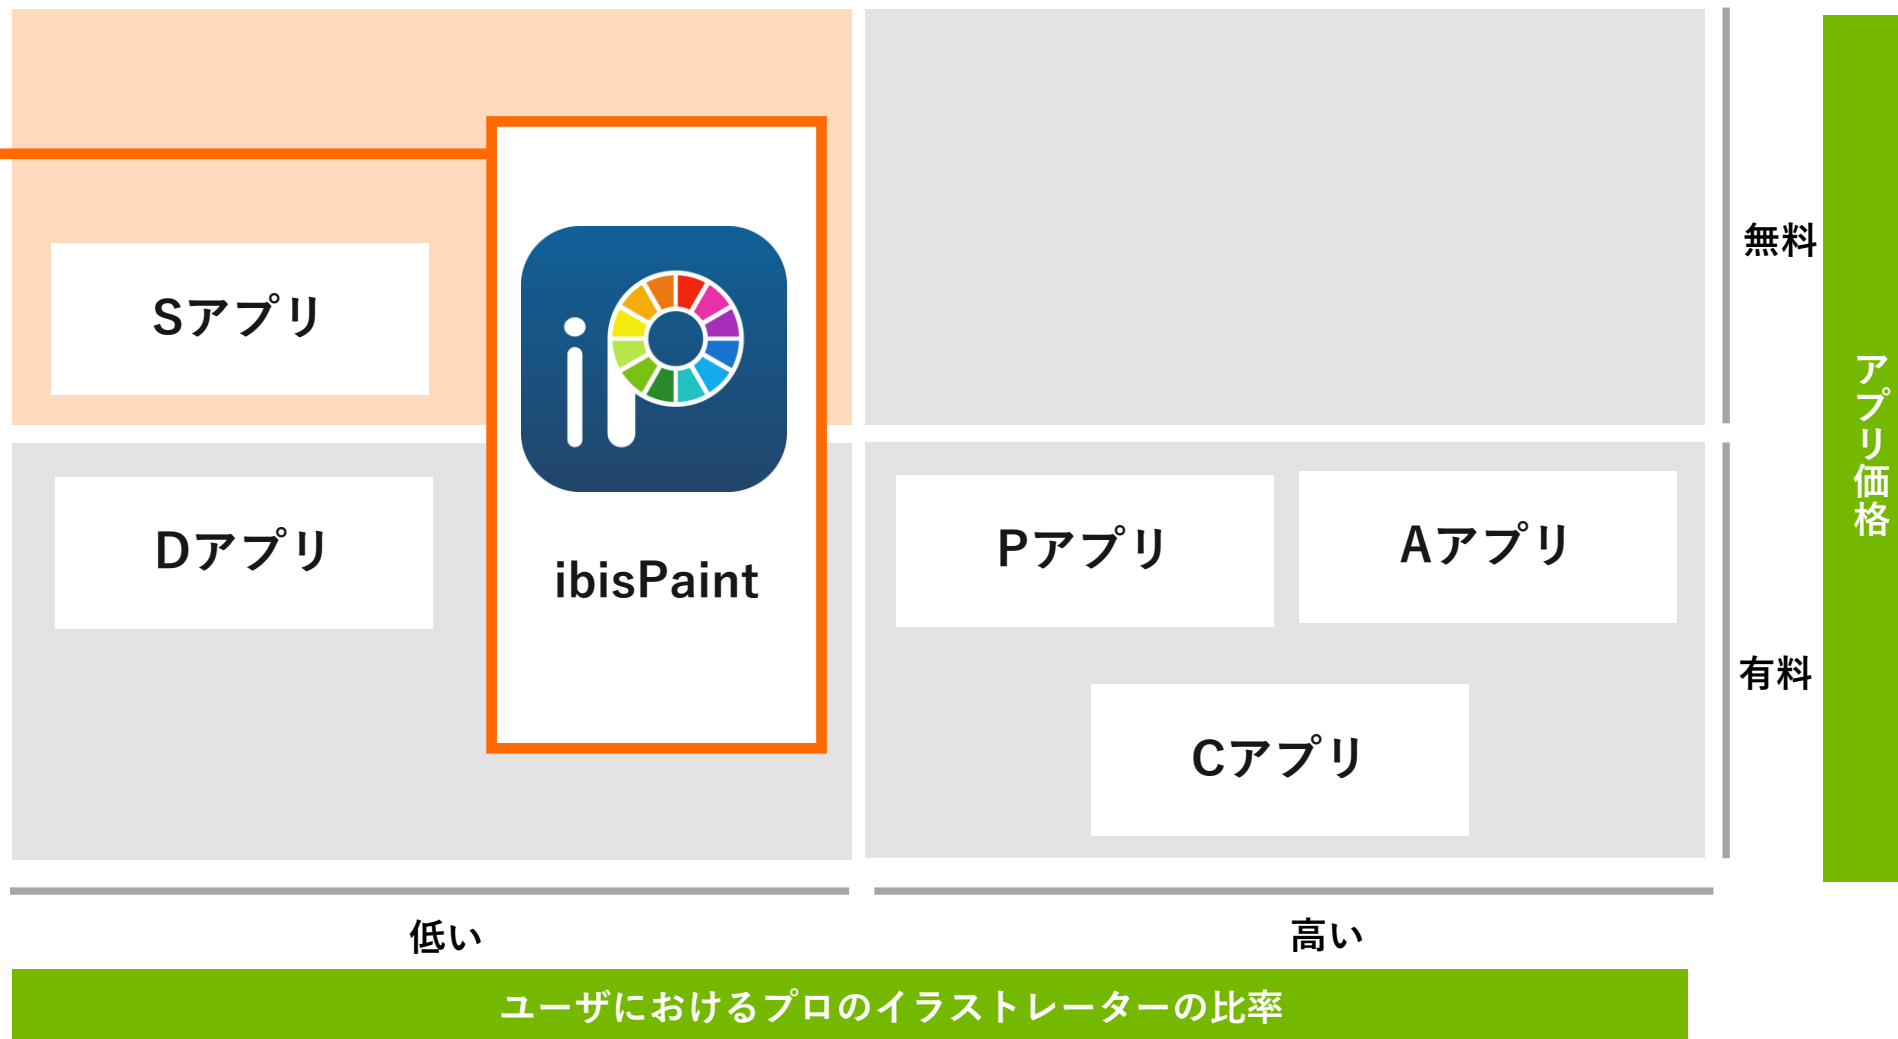 無料
Sアプリ
iP
アプリ価格
Dアプリ
ibisPaint
Pアプリ
Aアプリ
有料
Cアプリ
低い
高い
ユーザにおけるプロのイラストレーターの比率